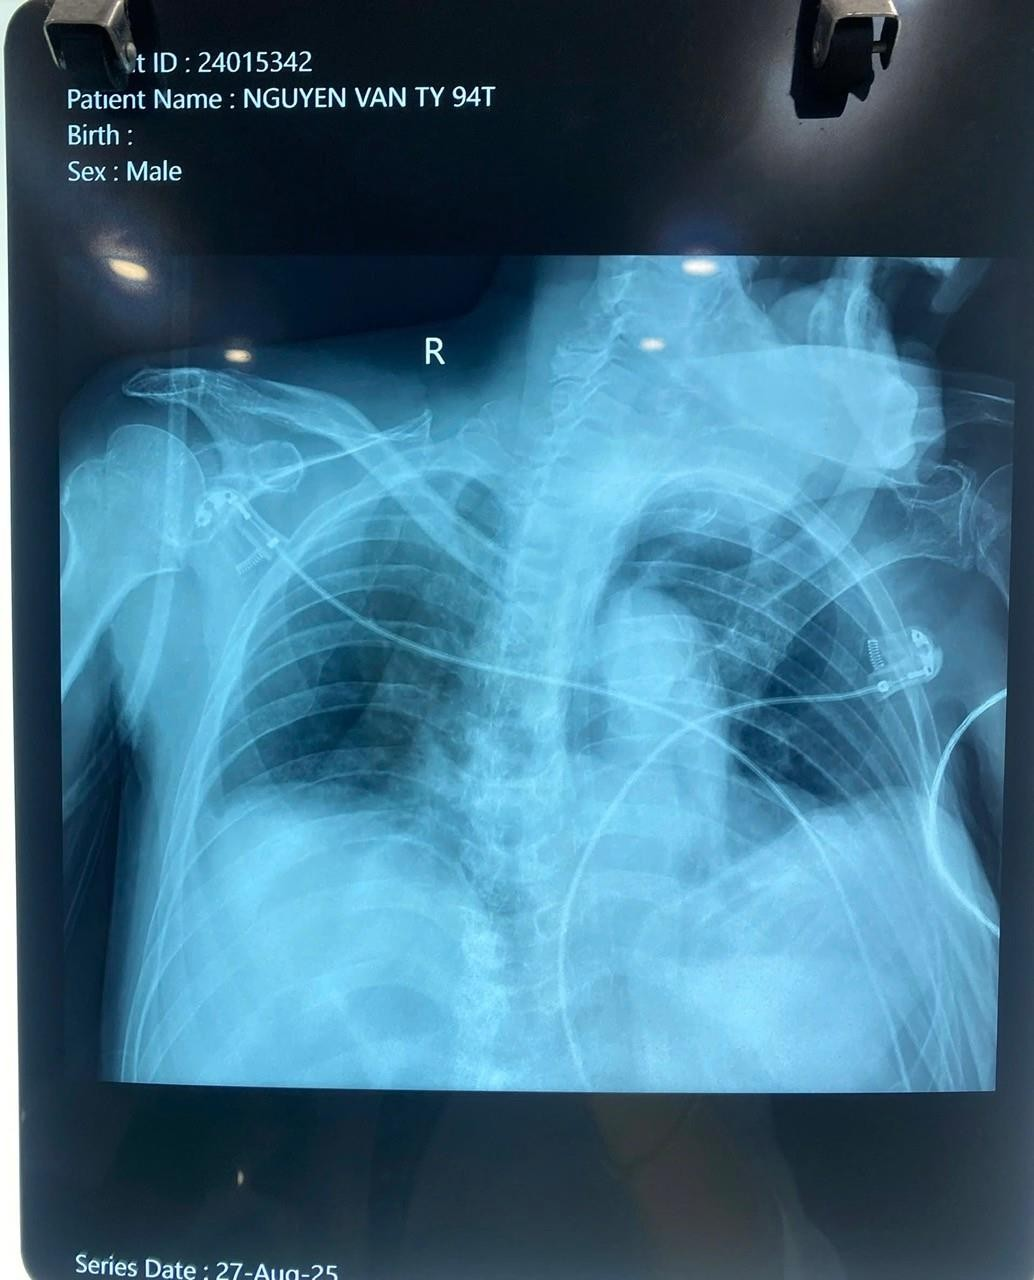 t ID : 24015342
Patient Name : NGUYEN VAN TY 94T
Birth :
Sex : Male
R
Series Date : 27-Aug-25